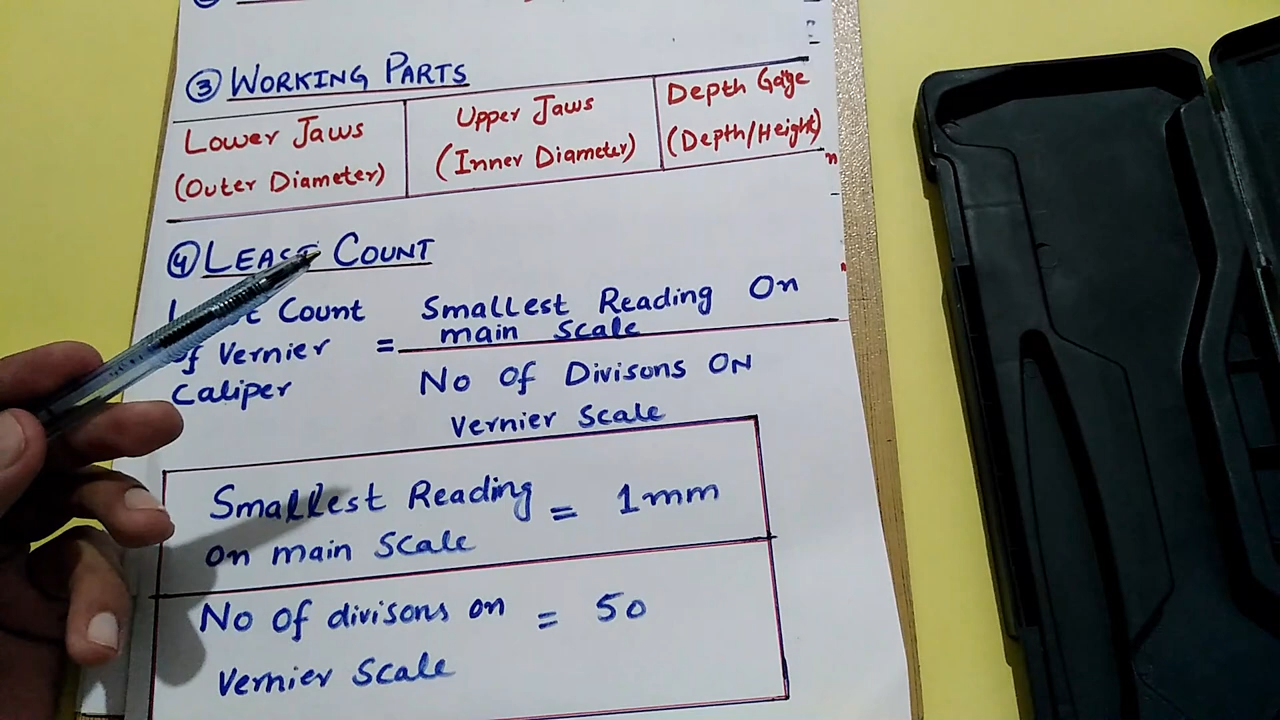 ③ WORKING PARTS
Lower Jaws
(Outer Diameter)
Upper Jaws
(Inner Diameter)
Depth Gage
(Depth/Height)
④ LEAST COUNT
Count
of Vernier
Caliper
=
Smallest Reading On
main Scale
No Of Divisons ON
Vernier Scale
Smallest Reading
on main Scale
= 1mm
No of divisons on
Vernier Scale
= 50